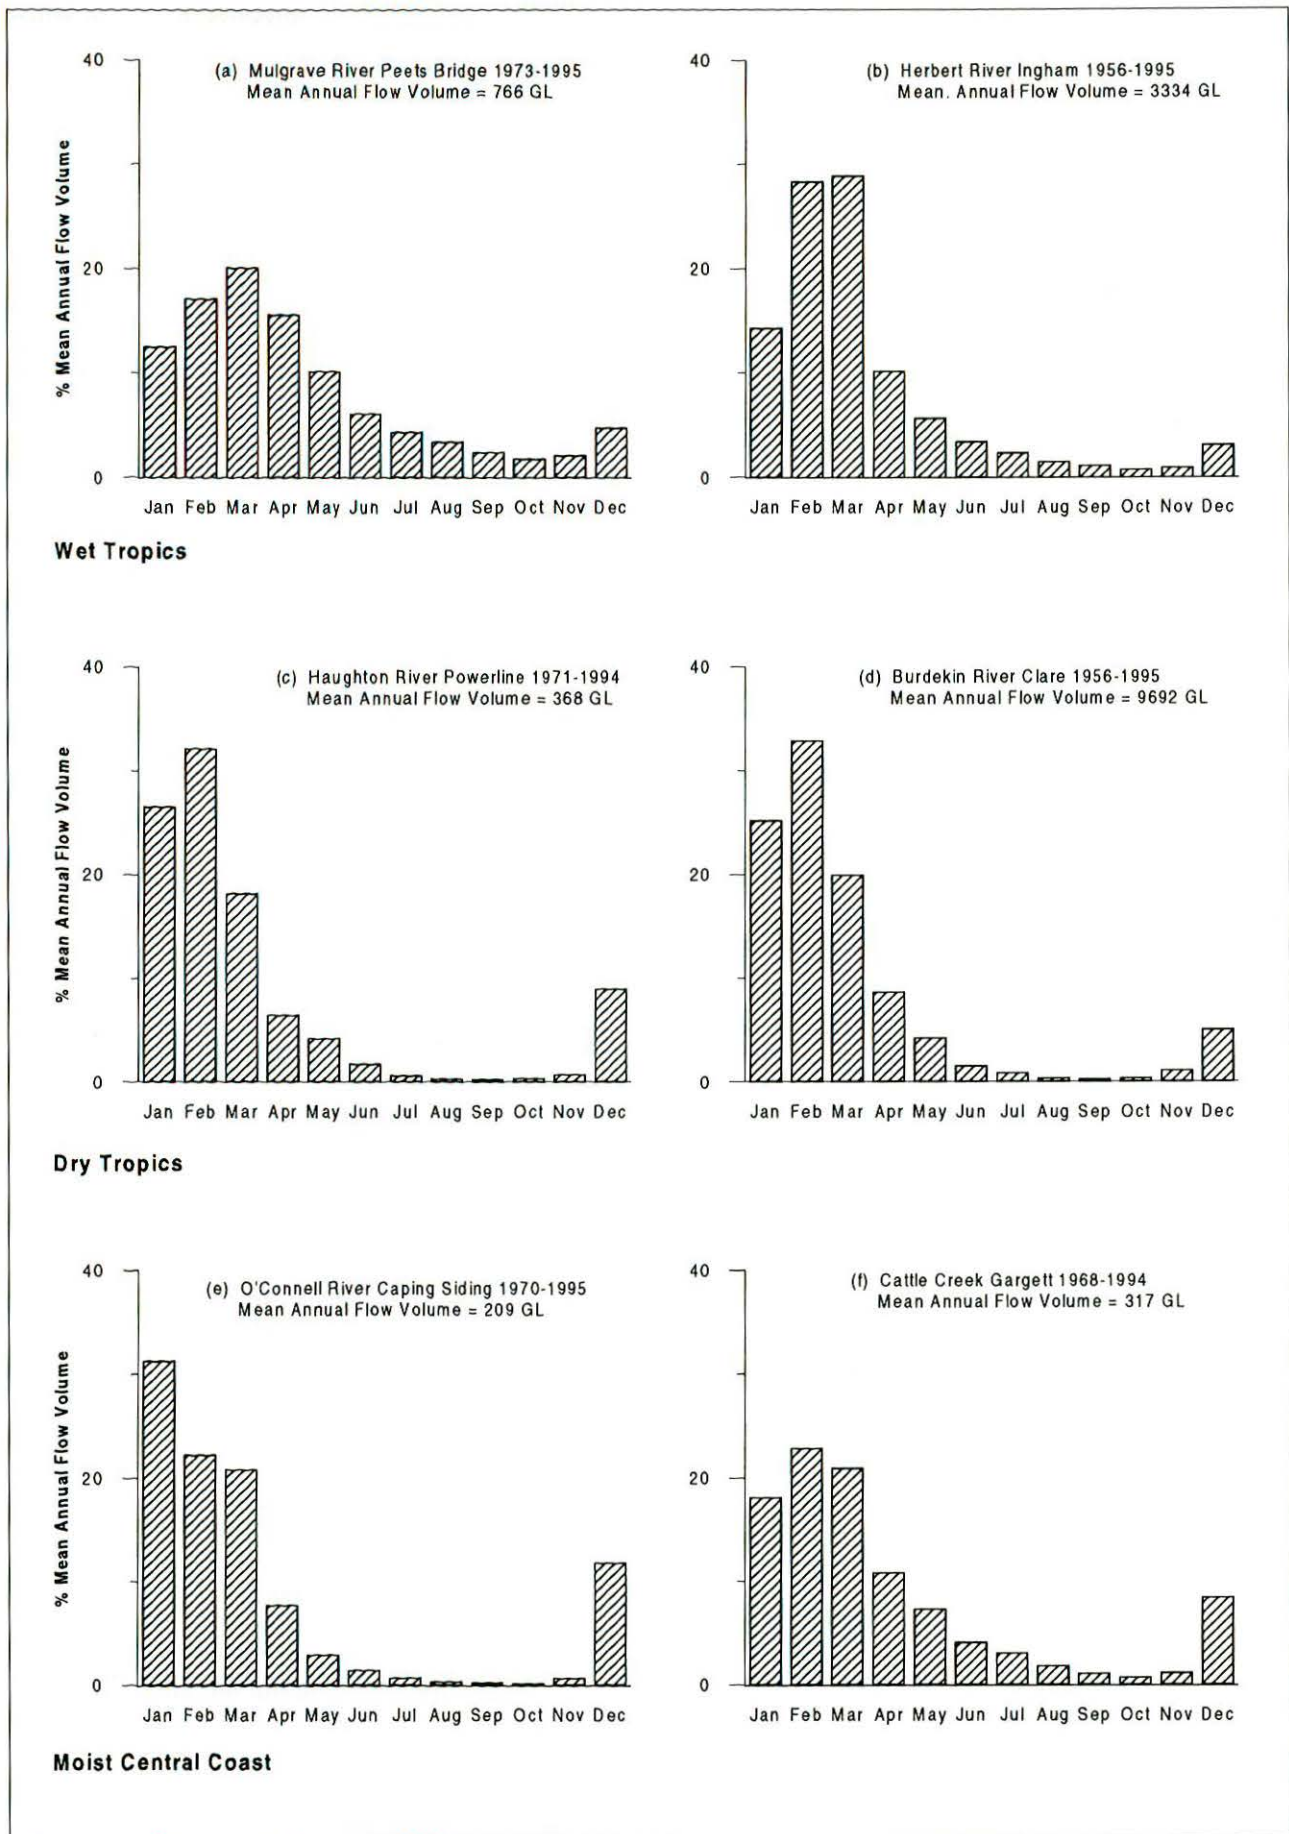 (a) Mulgrave River Peets Bridge 1973-1995
Mean Annual Flow Volume = 766 GL
% Mean Annual Flow Volume
40
20
0
Jan Feb Mar Apr May Jun Jul Aug Sep Oct Nov Dec
(b) Herbert River Ingham 1956-1995
Mean. Annual Flow Volume = 3334 GL
40
20
0
Jan Feb Mar Apr May Jun Jul Aug Sep Oct Nov Dec
Wet Tropics
(c) Haughton River Powerline 1971-1994
Mean Annual Flow Volume = 368 GL
% Mean Annual Flow Volume
40
20
0
Jan Feb Mar Apr May Jun Jul Aug Sep Oct Nov Dec
(d) Burdekin River Clare 1956-1995
Mean Annual Flow Volume = 9692 GL
40
20
0
Jan Feb Mar Apr May Jun Jul Aug Sep Oct Nov Dec
Dry Tropics
(e) O'Connell River Caping Siding 1970-1995
Mean Annual Flow Volume = 209 GL
% Mean Annual Flow Volume
40
20
0
Jan Feb Mar Apr May Jun Jul Aug Sep Oct Nov Dec
(f) Cattle Creek Gargett 1968-1994
Mean Annual Flow Volume = 317 GL
40
20
0
Jan Feb Mar Apr May Jun Jul Aug Sep Oct Nov Dec
Moist Central Coast